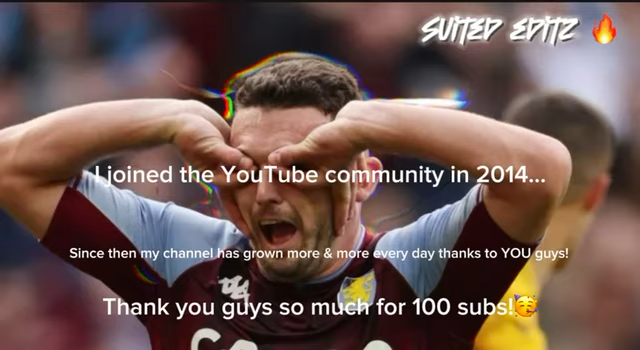 SUITED EDITZ 🔥
I joined the YouTube community in 2014...
Since then my channel has grown more & more every day thanks to YOU guys!
Thank you guys so much for 100 subs!🥳